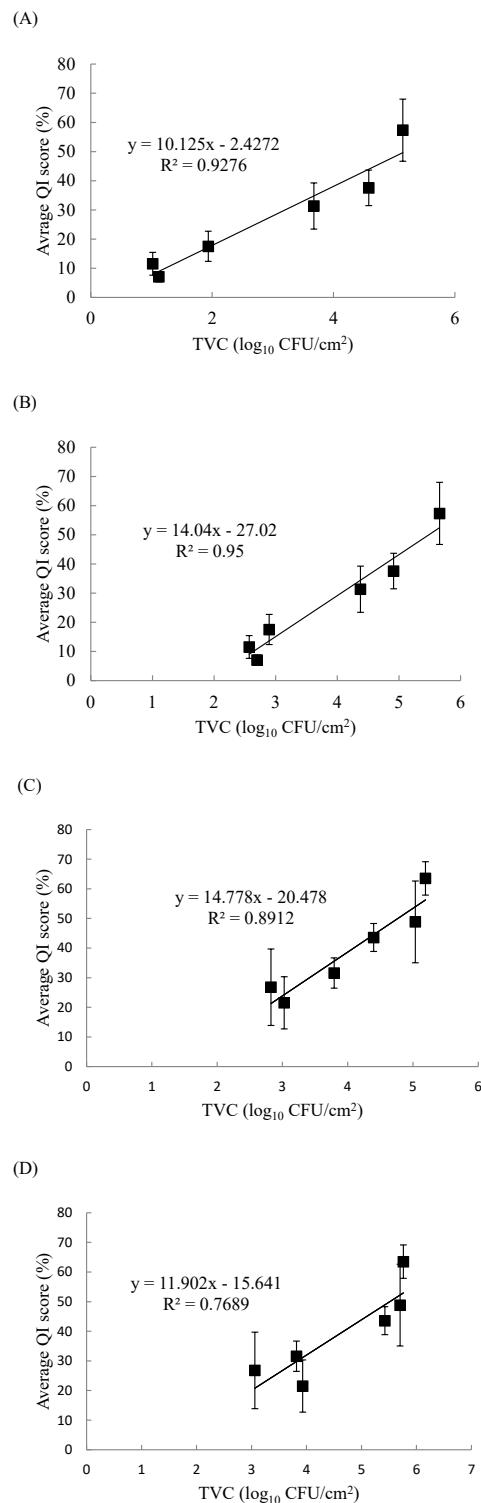 (A)
80
70
60
50
40
30
20
10
0
Avrage QI score (%)
y = 10.125x - 2.4272
R² = 0.9276
0 2 4 6
TVC (log₁₀ CFU/cm²)
(B)
80
70
60
50
40
30
20
10
0
Average QI score (%)
y = 14.04x - 27.02
R² = 0.95
0 1 2 3 4 5 6
TVC (log₁₀ CFU/cm²)
(C)
80
70
60
50
40
30
20
10
0
Average QI score (%)
y = 14.778x - 20.478
R² = 0.8912
0 1 2 3 4 5 6
TVC (log₁₀ CFU/cm²)
(D)
80
70
60
50
40
30
20
10
0
Average QI score (%)
y = 11.902x - 15.641
R² = 0.7689
0 1 2 3 4 5 6 7
TVC (log₁₀ CFU/cm²)